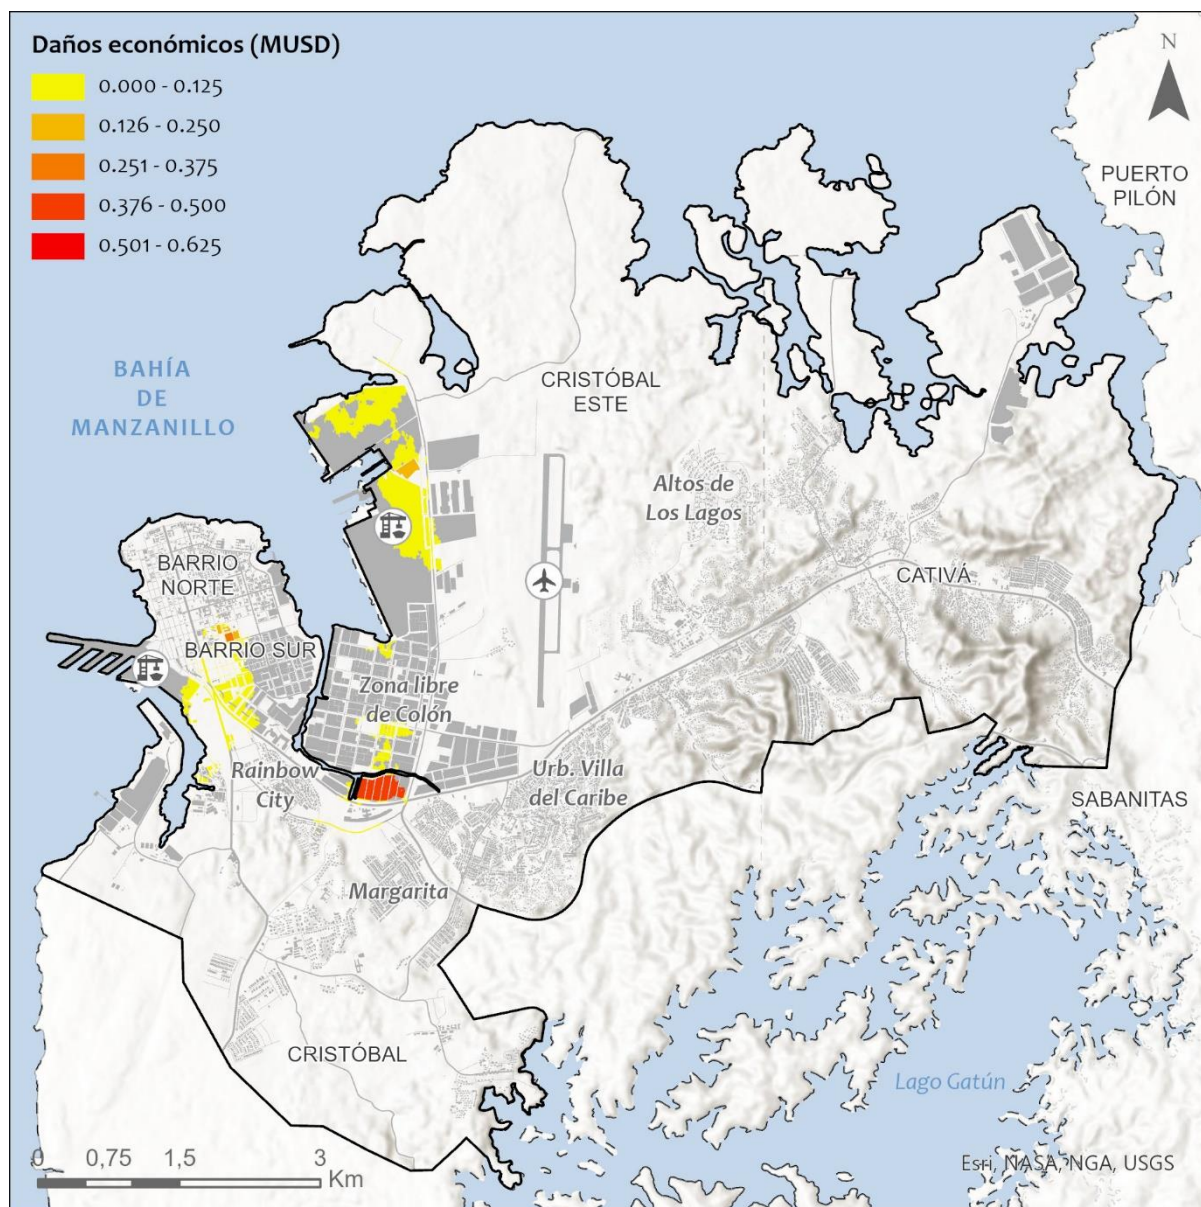 Daños económicos (MUSD)
0.000 - 0.125
0.126 - 0.250
0.251 - 0.375
0.376 - 0.500
0.501 - 0.625
N
PUERTO
PILÓN
BAHÍA
DE
MANZANILLO
CRISTÓBAL
ESTE
Altos de
Los Lagos
BARRIO
NORTE
CATIVÁ
BARRIO SUR
Zona libre
de Colón
Rainbow
City
Urb. Villa
del Caribe
SABANITAS
Margarita
CRISTÓBAL
Lago Gatún
0 0,75 1,5 3
Km
Esri, NASA, NGA, USGS